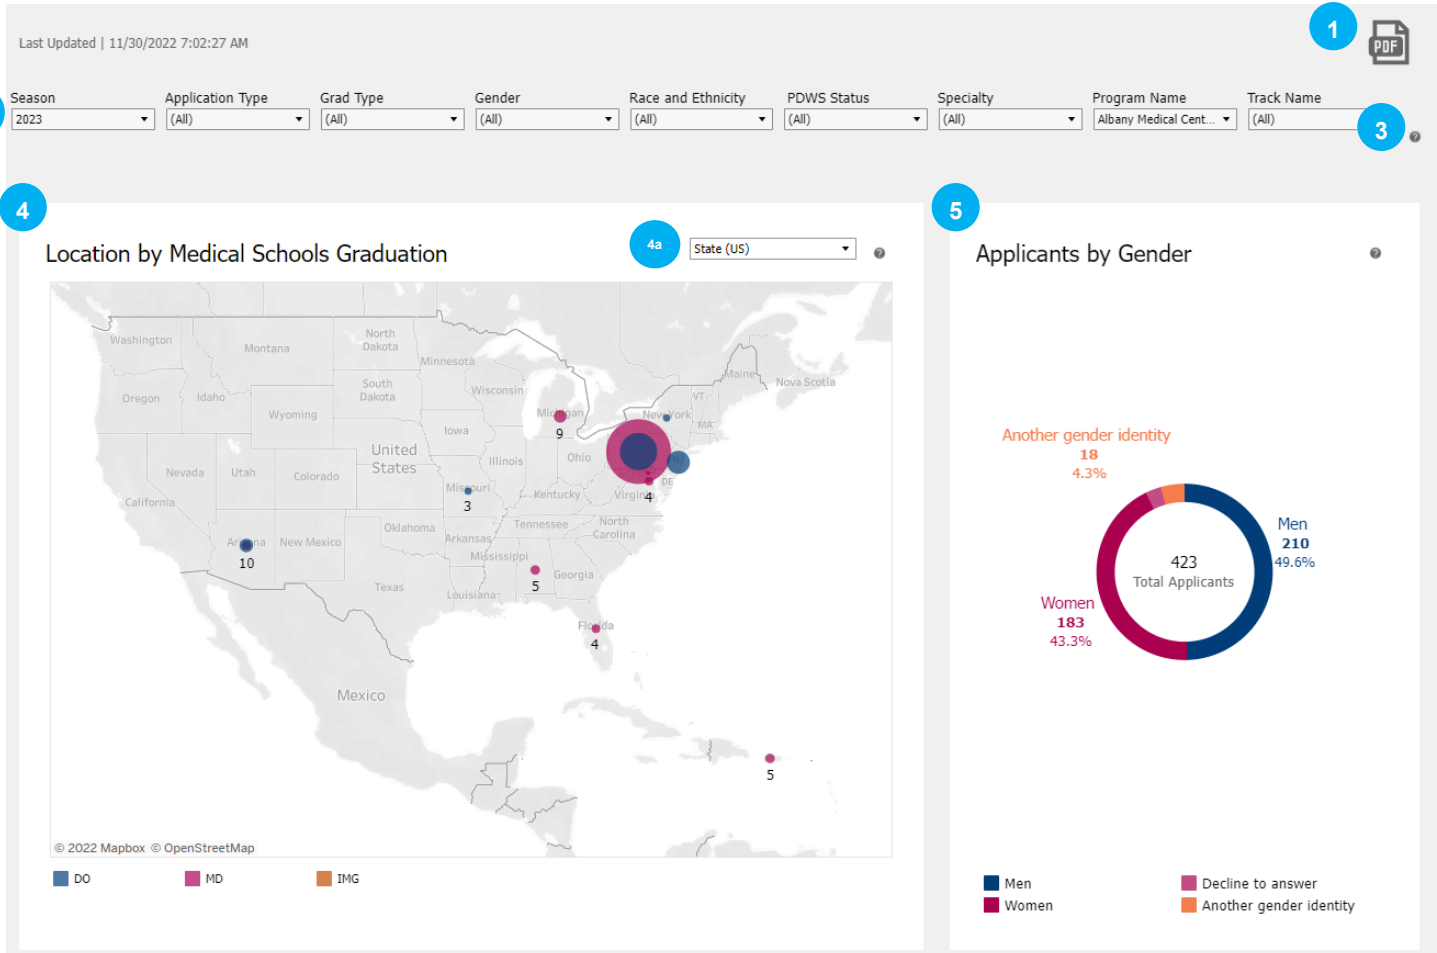 1
PDF
Last Updated | 11/30/2022 7:02:27 AM
Season
Application Type
Grad Type
Gender
Race and Ethnicity
PDWS Status
Specialty
Program Name
Track Name
2023
(All)
(All)
(All)
(All)
(All)
(All)
Albany Medical Cent...
(All)
3
4
5
Location by Medical Schools Graduation
4a
State (US)
Applicants by Gender
Washington
Montana
North
Dakota
Minnesota
Oregon
Idaho
South
Dakota
Wisconsin
Maine
Nova Scotia
Wyoming
Michigan
New York
VT
MA
9
Iowa
Nevada
Utah
Colorado
United
States
Illinois
Ohio
California
Missouri
3
Kentucky
Virginia
DE
4
Arizona
10
New Mexico
Oklahoma
Arkansas
Tennessee
North
Carolina
Mississippi
Texas
Louisiana
Georgia
5
Florida
4
Mexico
5
© 2022 Mapbox © OpenStreetMap
DO
MD
IMG
Another gender identity
18
4.3%
Men
210
49.6%
423
Total Applicants
Women
183
43.3%
Men
Decline to answer
Women
Another gender identity